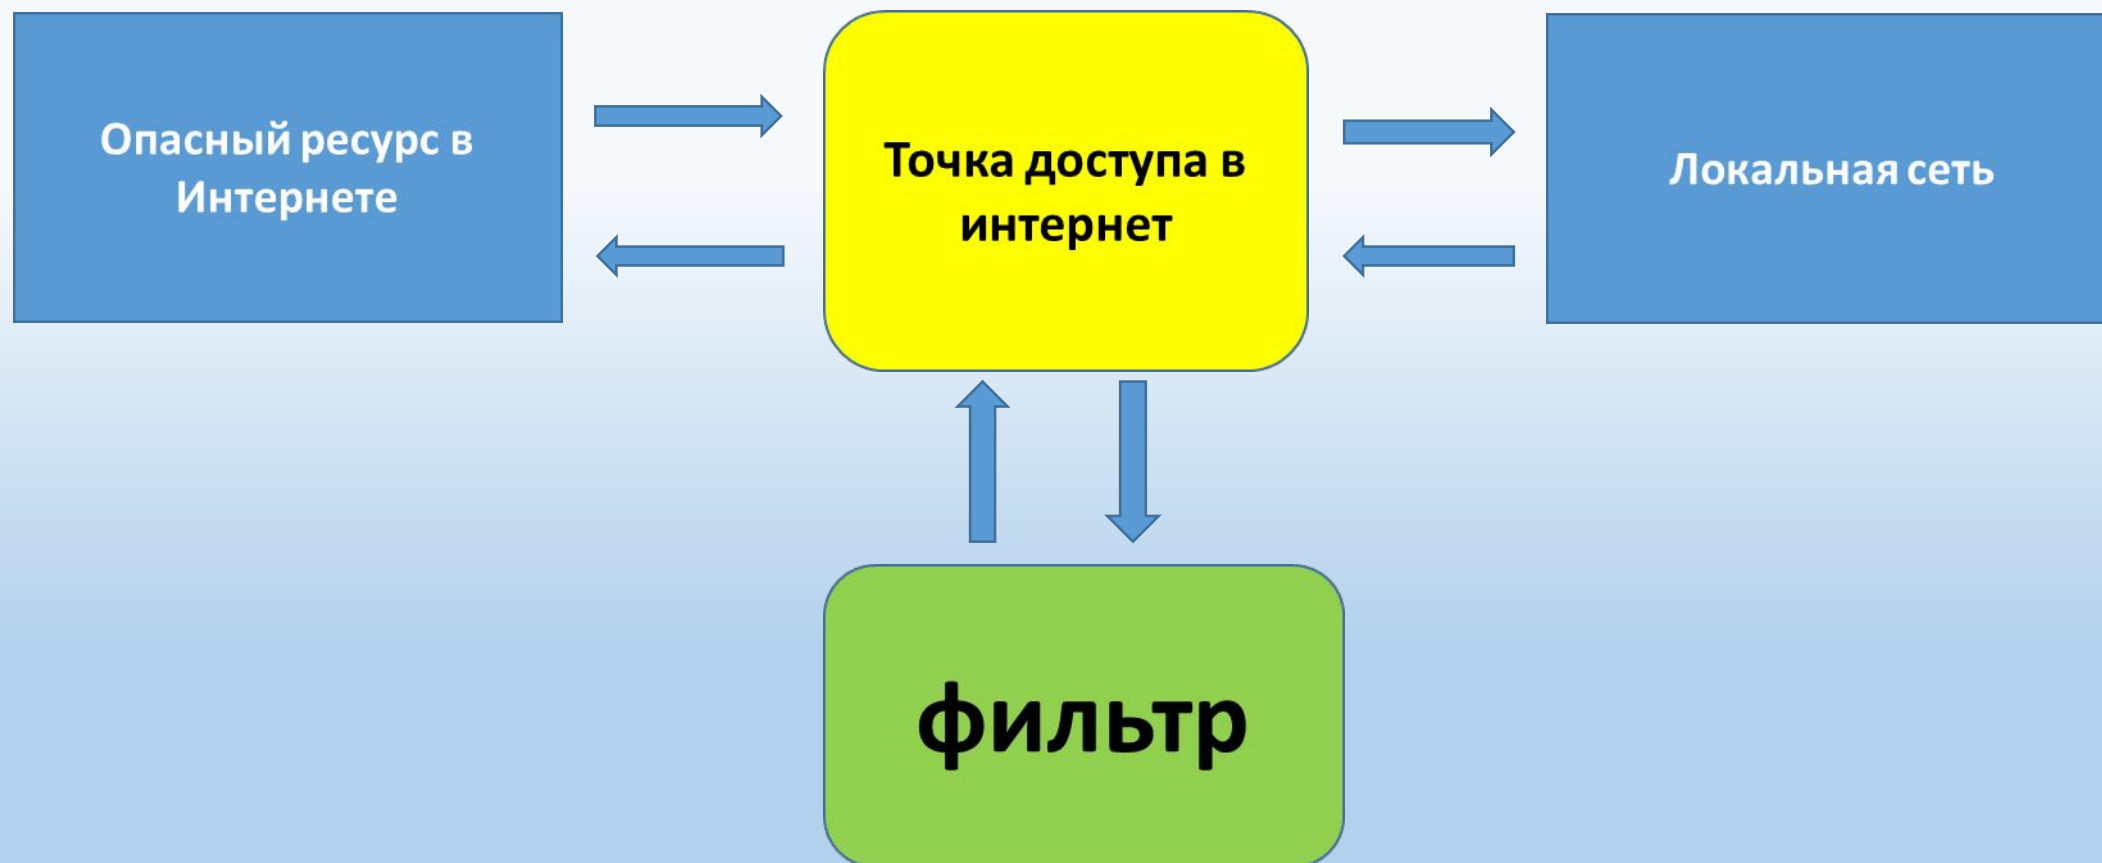 Опасный ресурс в
Интернете
Точка доступа в
интернет
Локальная сеть
фильтр